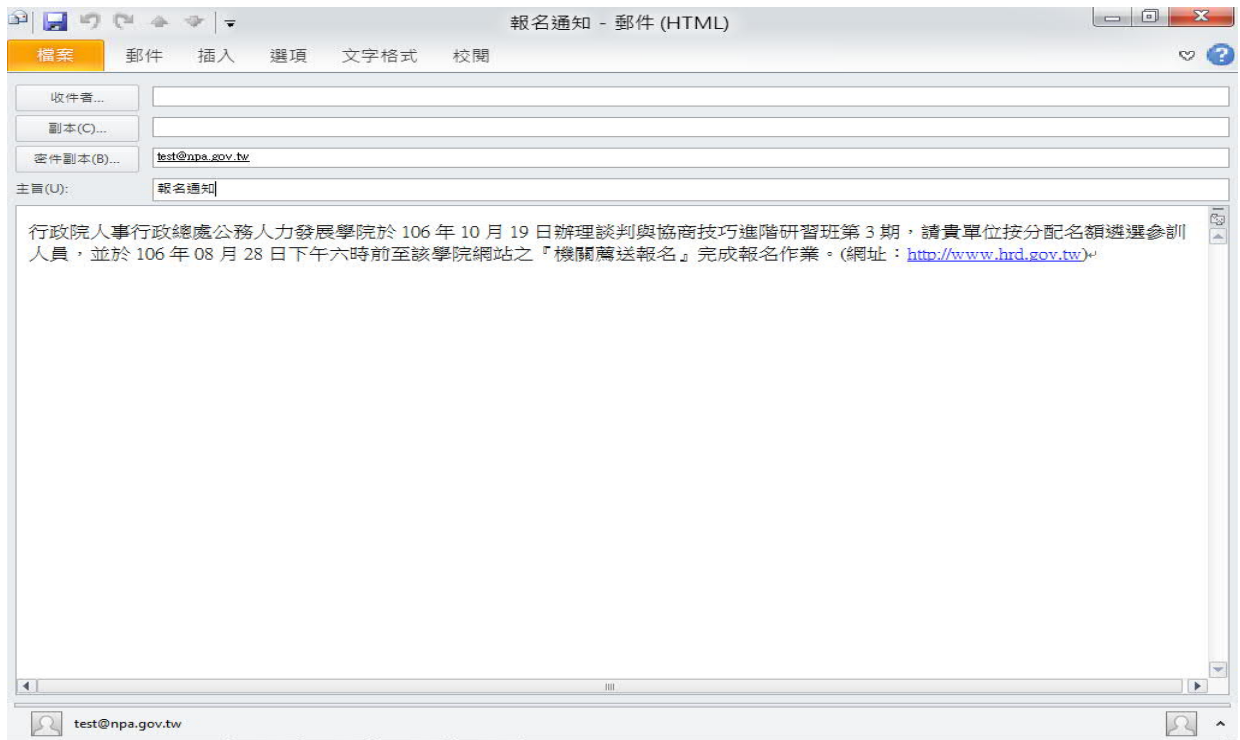 報名通知 - 郵件 (HTML)
檔案 郵件 插入 選項 文字格式 校閱
收件者...
副本(C)...
密件副本(B)... test@npa.gov.tw
主旨(U): 報名通知
行政院人事行政總處公務人力發展學院於 106 年 10 月 19 日辦理談判與協商技巧進階研習班第 3 期，請貴單位按分配名額遴選參訓
人員，並於 106 年 08 月 28 日下午六時前至該學院網站之『機關薦送報名』完成報名作業。(網址：http://www.hrd.gov.tw)
test@npa.gov.tw